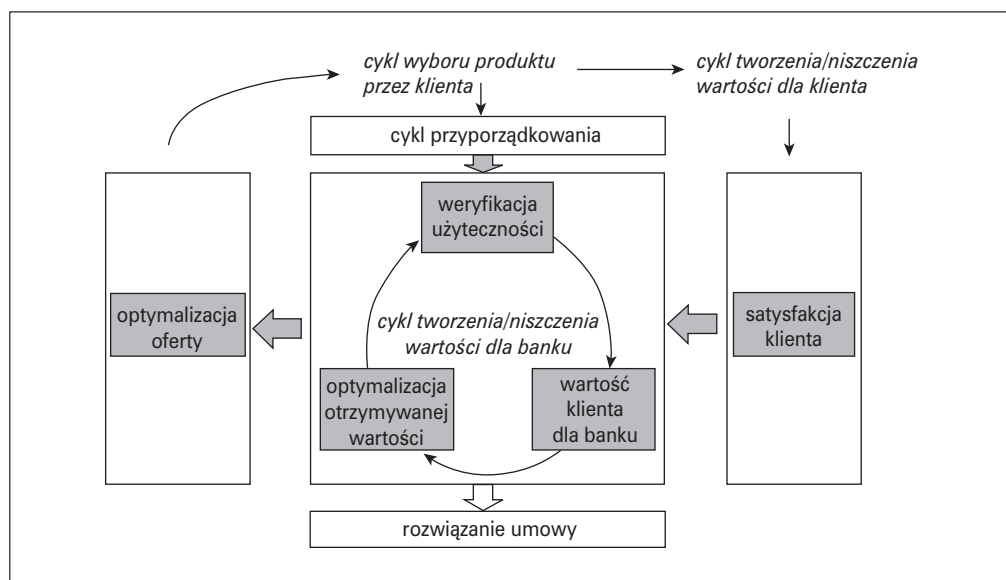 cykl wyboru produktu
przez klienta
cykl tworzenia/niszczenia
wartości dla klienta
cykl przyporządkowania
weryfikacja
użyteczności
optymalizacja
oferty
cykl tworzenia/niszczenia
wartości dla banku
satysfakcja
klienta
optymalizacja
otrzymywanej
wartości
wartość
klienta
dla banku
rozwiązanie umowy